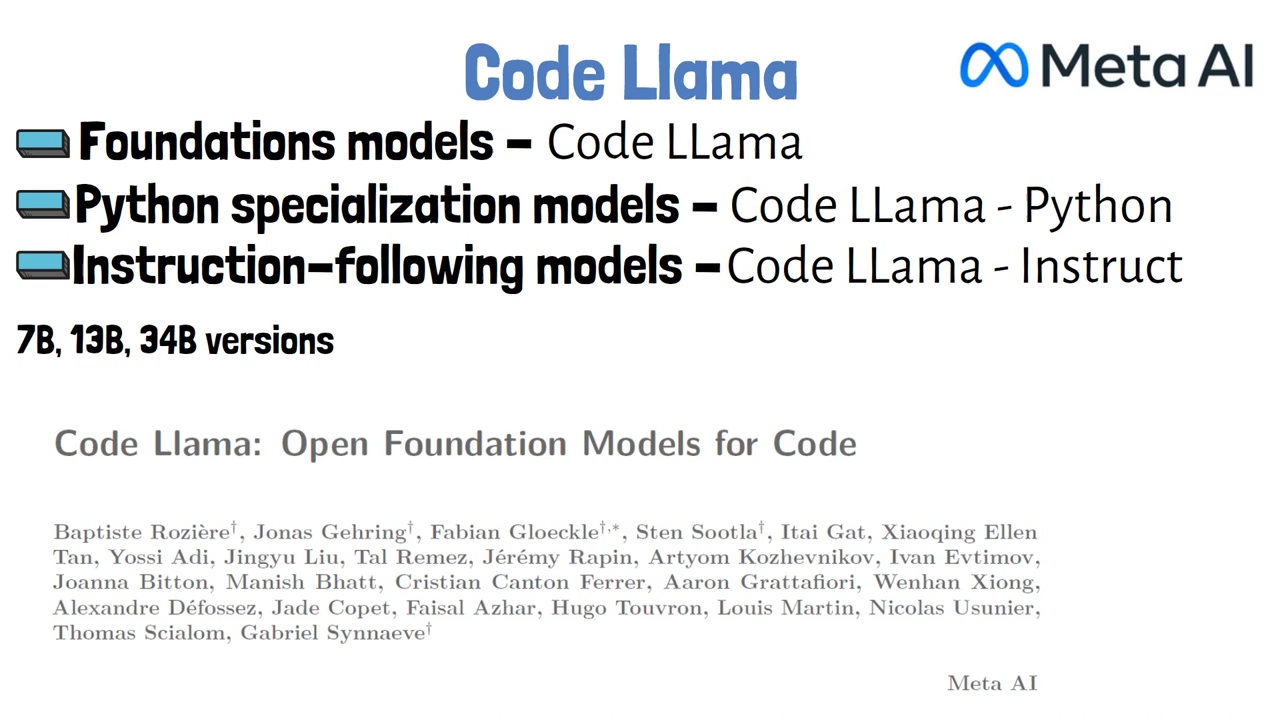 Code Llama
Meta AI
Foundations models - Code LLama
Python specialization models - Code LLama - Python
Instruction-following models - Code LLama - Instruct
7B, 13B, 34B versions
Code Llama: Open Foundation Models for Code
Baptiste Rozière†, Jonas Gehring†, Fabian Gloeckle†,*, Sten Sootla†, Itai Gat, Xiaoqing Ellen
Tan, Yossi Adi, Jingyu Liu, Tal Remez, Jérémy Rapin, Artyom Kozhevnikov, Ivan Evtimov,
Joanna Bitton, Manish Bhatt, Cristian Canton Ferrer, Aaron Grattafiori, Wenhan Xiong,
Alexandre Défossez, Jade Copet, Faisal Azhar, Hugo Touvron, Louis Martin, Nicolas Usunier,
Thomas Scialom, Gabriel Synnaeve†
Meta AI